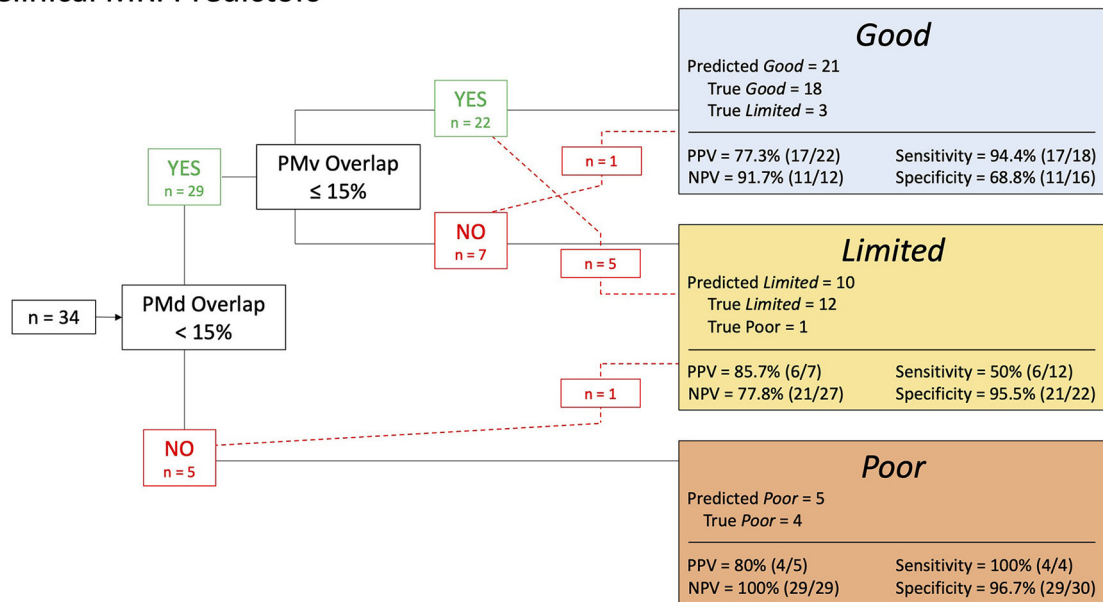 YES
n = 22
YES
n = 29
PMv Overlap
≤ 15%
n = 1
NO
n = 7
n = 5
n = 34
PMd Overlap
< 15%
n = 1
NO
n = 5
Good
Predicted Good = 21
True Good = 18
True Limited = 3
PPV = 77.3% (17/22) Sensitivity = 94.4% (17/18)
NPV = 91.7% (11/12) Specificity = 68.8% (11/16)
Limited
Predicted Limited = 10
True Limited = 12
True Poor = 1
PPV = 85.7% (6/7) Sensitivity = 50% (6/12)
NPV = 77.8% (21/27) Specificity = 95.5% (21/22)
Poor
Predicted Poor = 5
True Poor = 4
PPV = 80% (4/5) Sensitivity = 100% (4/4)
NPV = 100% (29/29) Specificity = 96.7% (29/30)